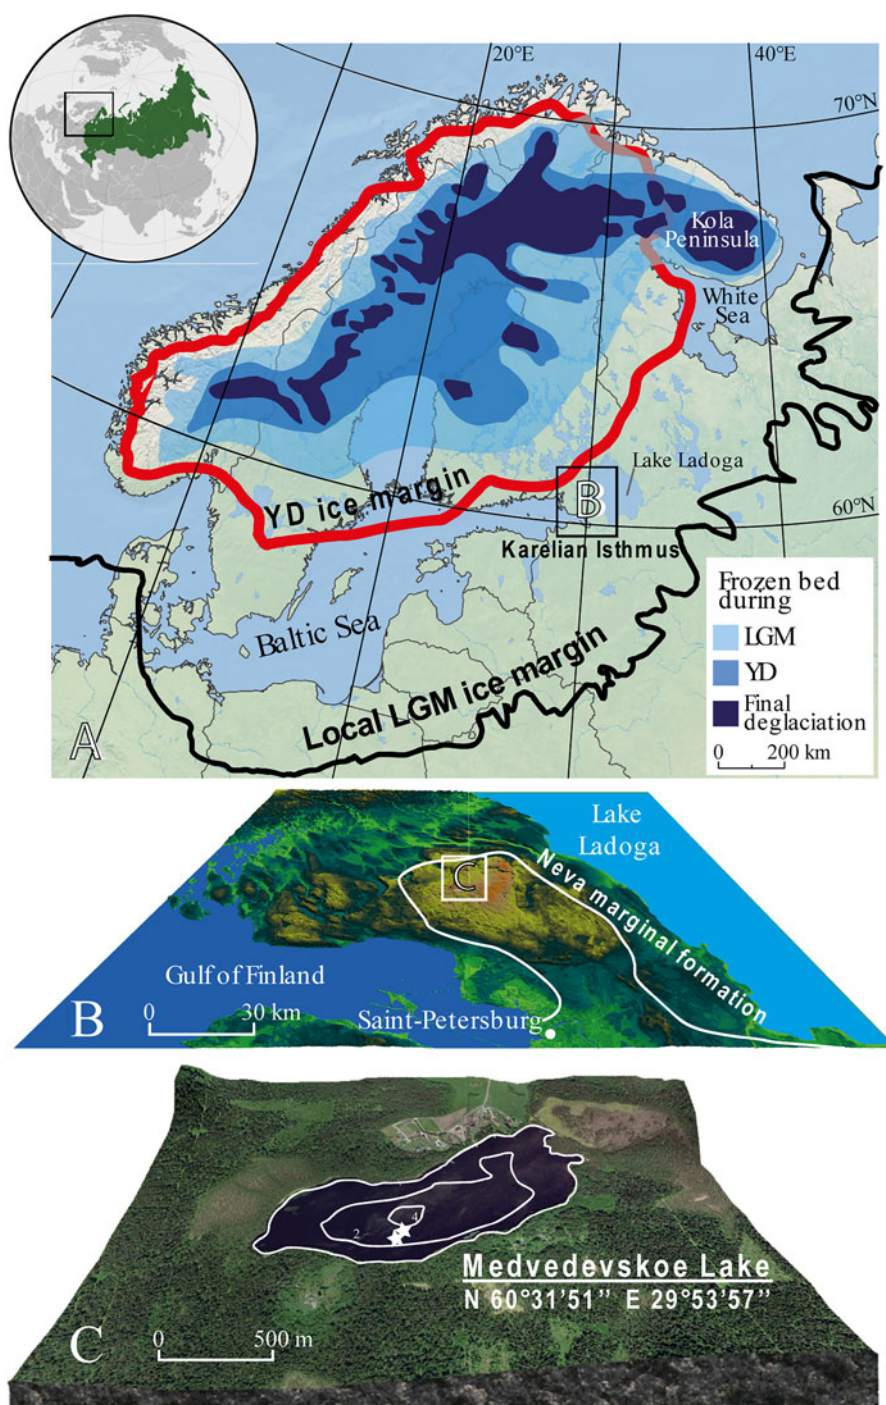 20°E
40°E
70°N
Kola
Peninsula
White
Sea
Lake Ladoga
YD ice margin
B
60°N
Karelian Isthmus
Baltic Sea
Local LGM ice margin
A
Frozen bed
during
LGM
YD
Final
deglaciation
0 200 km
Lake
Ladoga
C
Neva marginal formation
Gulf of Finland
B
0 30 km
Saint-Petersburg
4
2
Medvedevskoe Lake
N 60°31'51'' E 29°53'57''
C
0 500 m